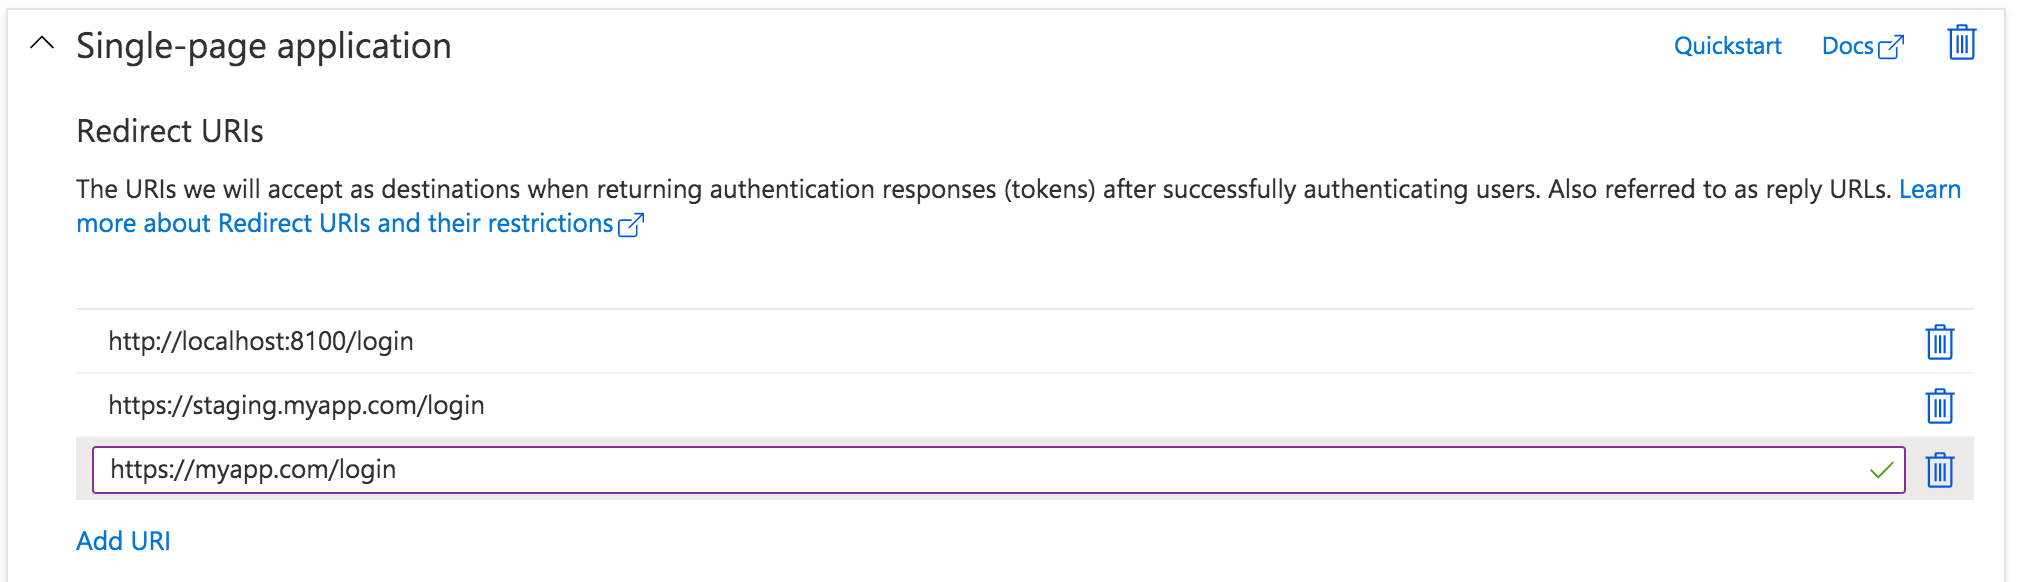 Single-page application
Quickstart
Docs
Redirect URIs
The URIs we will accept as destinations when returning authentication responses (tokens) after successfully authenticating users. Also referred to as reply URLs. Learn
more about Redirect URIs and their restrictions
http://localhost:8100/login
https://staging.myapp.com/login
https://myapp.com/login
Add URI